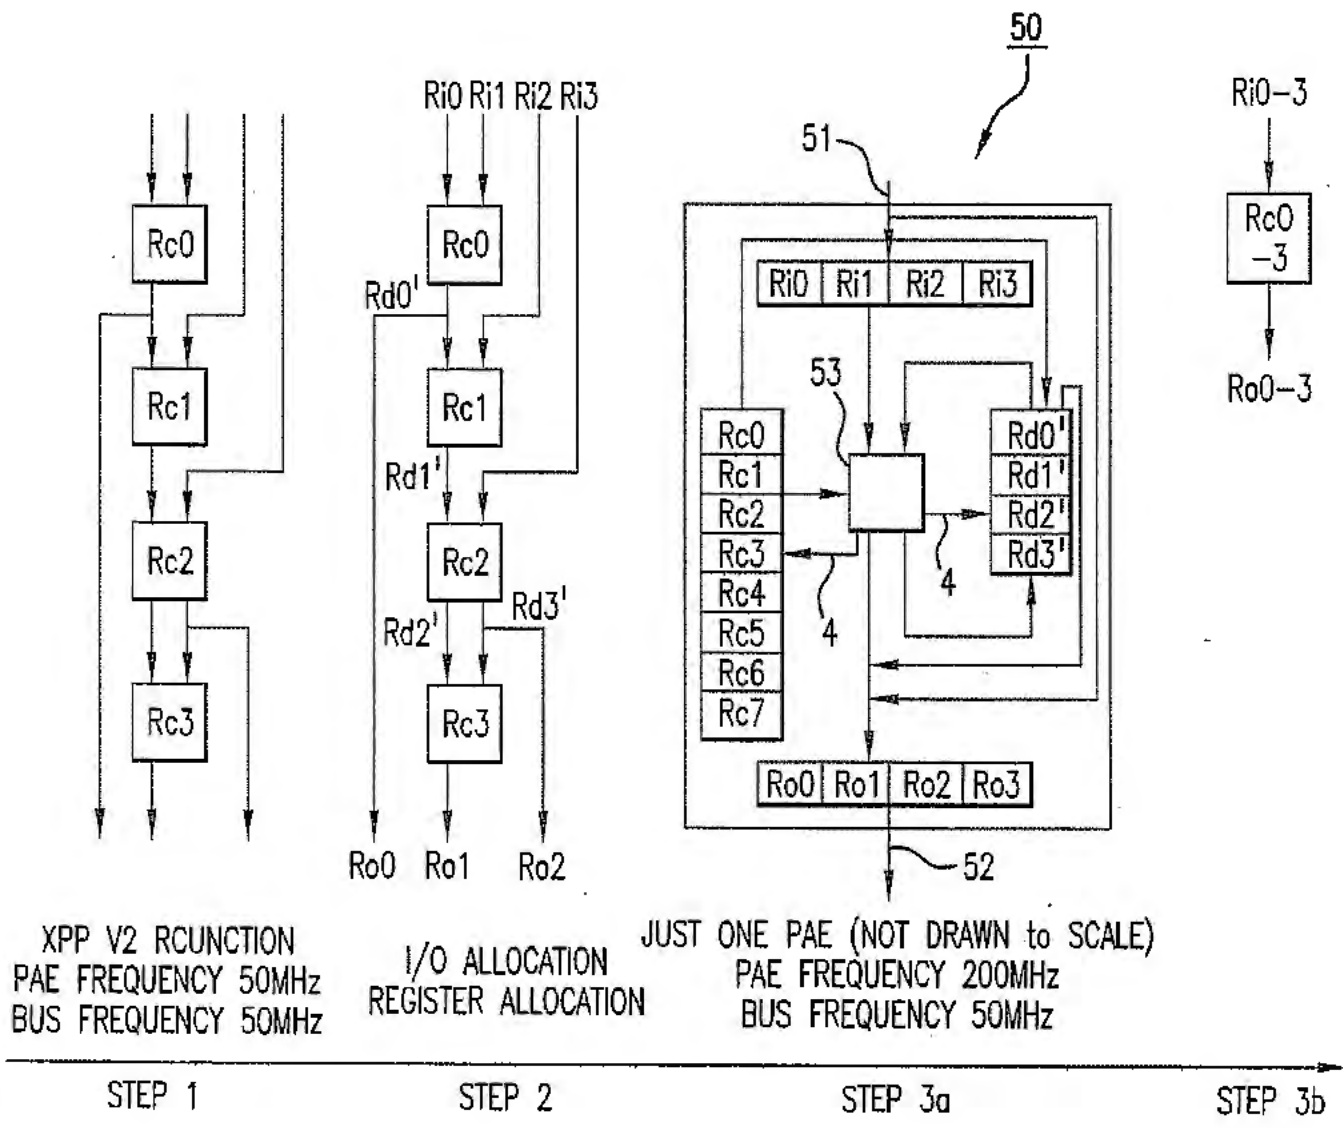 50
Ri0 Ri1 Ri2 Ri3
Ri0-3
51
Rc0
Rc0
Rc0
-3
Ri0 Ri1 Ri2 Ri3
Rd0'
53
Ro0-3
Rc1
Rc1
Rc0
Rc1
Rc2
Rc3
Rc4
Rc5
Rc6
Rc7
Rd0'
Rd1'
Rd2'
Rd3'
4
4
Rd1'
Rc2
Rc2
Rd3'
Rd2'
Rc3
Rc3
Ro0 Ro1 Ro2 Ro3
Ro0 Ro1 Ro2
52
XPP V2 RCUNCTION
PAE FREQUENCY 50MHz
BUS FREQUENCY 50MHz
I/O ALLOCATION
REGISTER ALLOCATION
JUST ONE PAE (NOT DRAWN to SCALE)
PAE FREQUENCY 200MHz
BUS FREQUENCY 50MHz
STEP 1
STEP 2
STEP 3a
STEP 3b